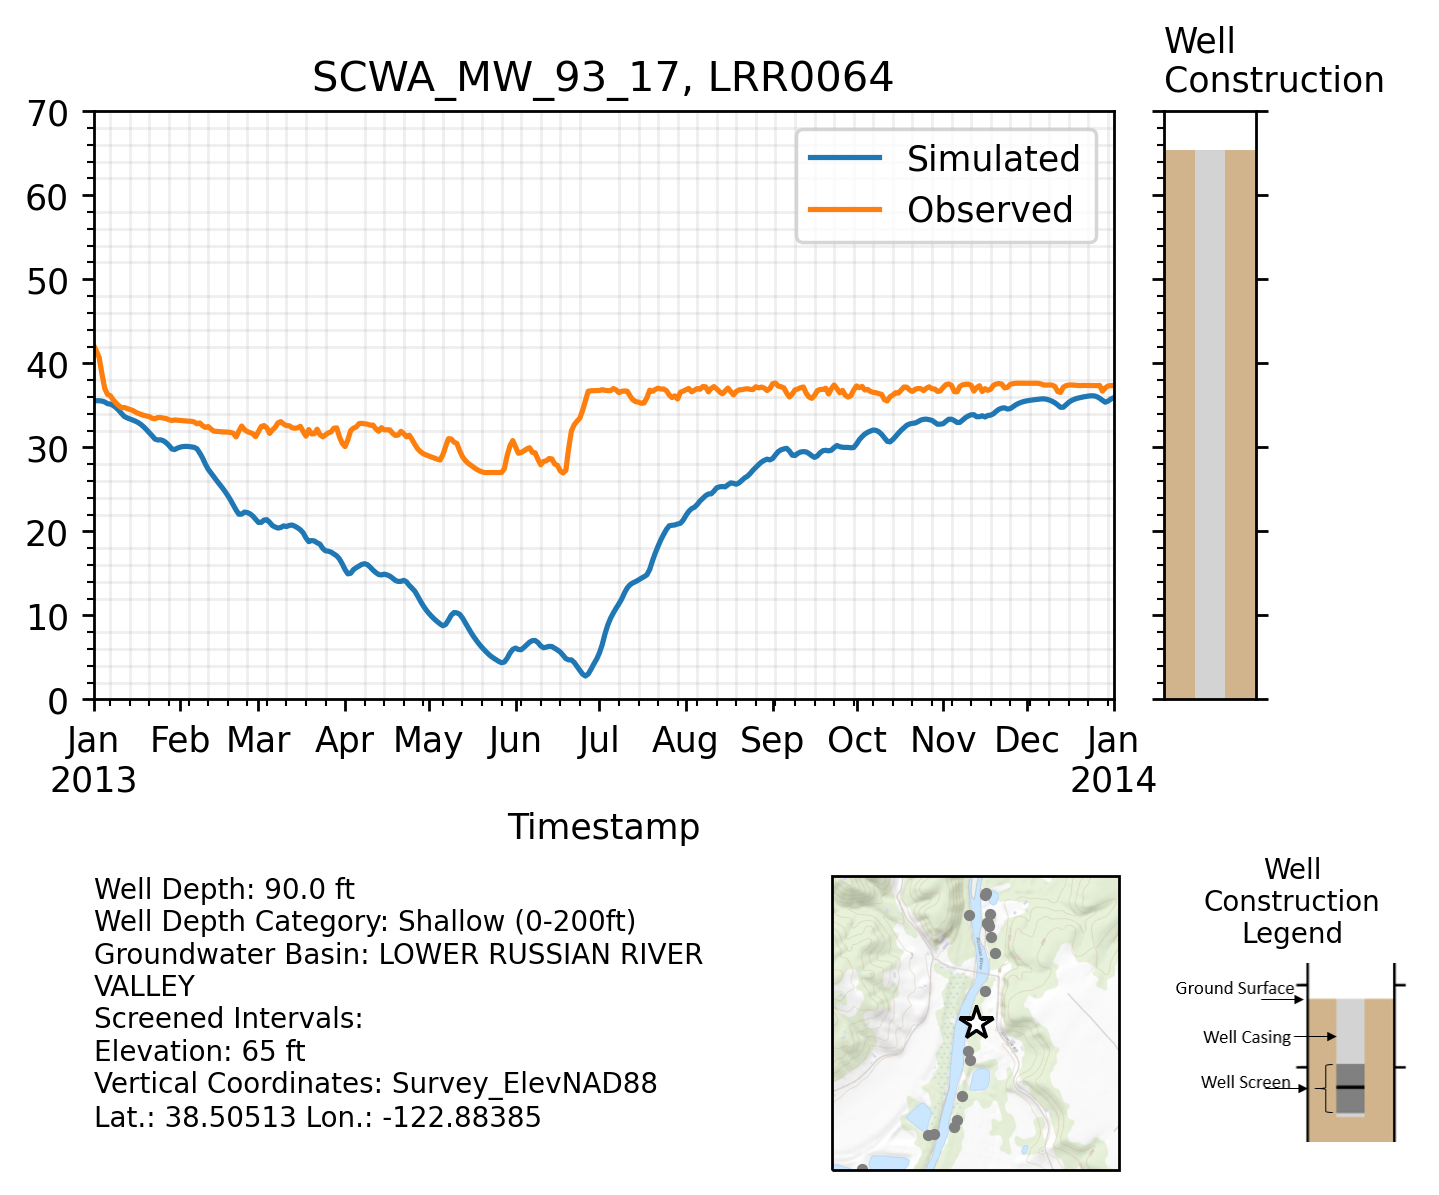 Well
Construction
SCWA_MW_93_17, LRR0064
70
60
50
40
30
20
10
0
Simulated
Observed
Jan Feb Mar Apr May Jun Jul Aug Sep Oct Nov Dec Jan
2013 2014
Timestamp
Well Depth: 90.0 ft
Well Depth Category: Shallow (0-200ft)
Groundwater Basin: LOWER RUSSIAN RIVER
VALLEY
Screened Intervals:
Elevation: 65 ft
Vertical Coordinates: Survey_ElevNAD88
Lat.: 38.50513 Lon.: -122.88385
Well
Construction
Legend
Ground Surface
Well Casing
Well Screen